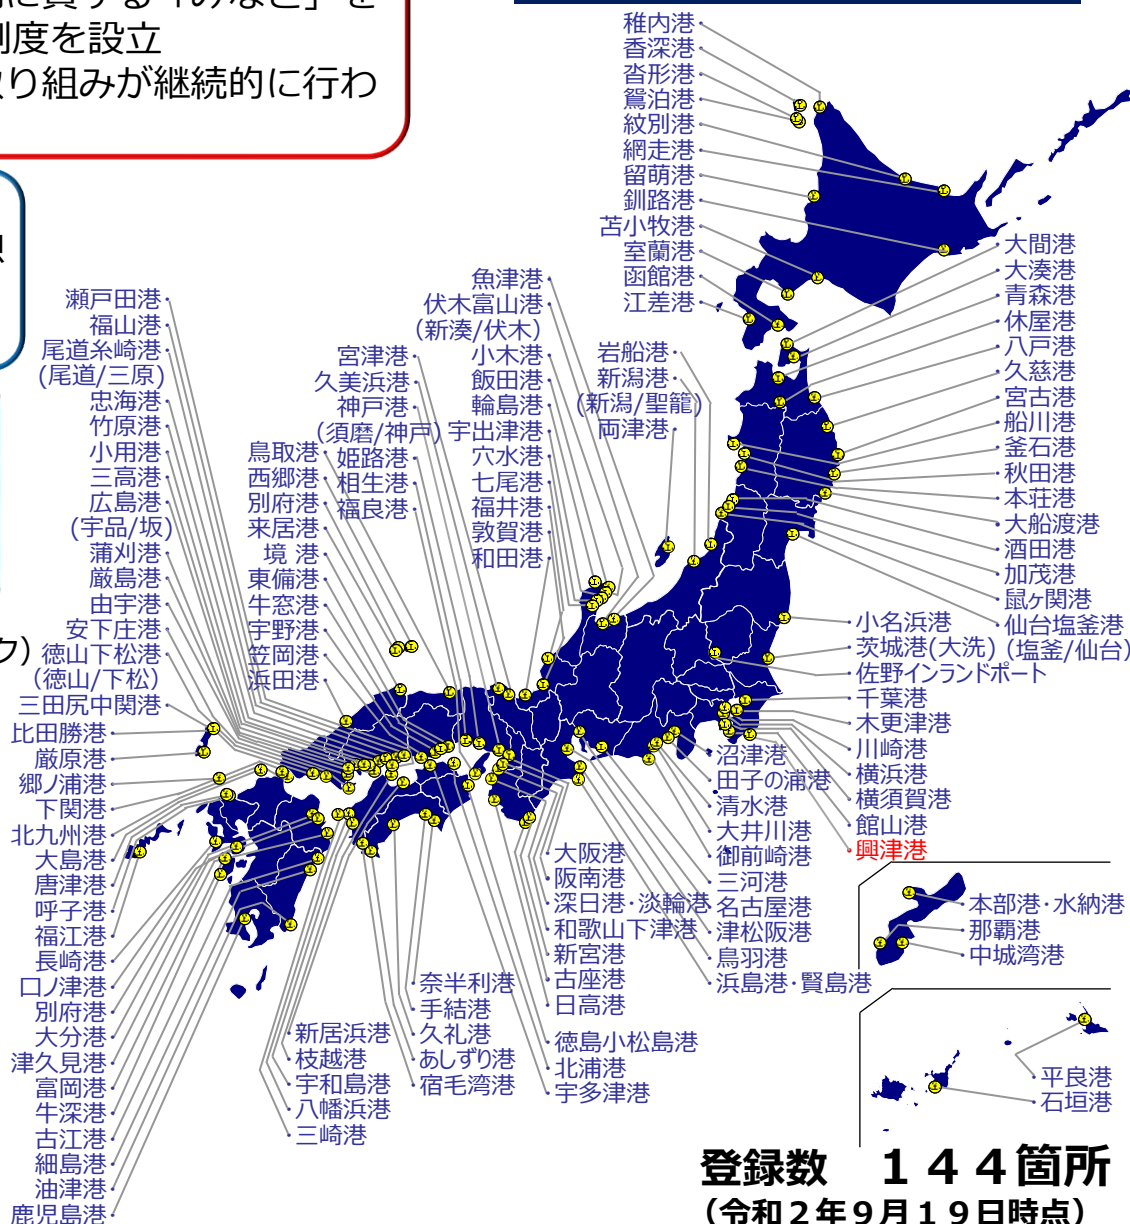 に資する「みなと」を
制度を設立
り組みが継続的に行わ
ク)
稚内港
香深港
沓形港
鴛泊港
紋別港
網走港
留萌港
釧路港
苫小牧港
室蘭港
函館港
江差港
大間港
大湊港
青森港
休屋港
八戸港
久慈港
宮古港
船川港
釜石港
秋田港
本荘港
大船渡港
酒田港
加茂港
鼠ヶ関港
仙台塩釜港
(塩釜/仙台)
岩船港
新潟港
(新潟/聖籠)
両津港
魚津港
伏木富山港
(新湊/伏木)
小木港
飯田港
輪島港
宇出津港
穴水港
七尾港
福井港
敦賀港
和田港
宮津港
久美浜港
神戸港
(須磨/神戸)
姫路港
相生港
福良港
鳥取港
西郷港
別府港
来居港
境 港
東備港
牛窓港
宇野港
笠岡港
浜田港
瀬戸田港
福山港
尾道糸崎港
(尾道/三原)
忠海港
竹原港
小用港
三高港
広島港
(宇品/坂)
蒲刈港
厳島港
由宇港
安下庄港
徳山下松港
(徳山/下松)
三田尻中関港
比田勝港
厳原港
郷ノ浦港
下関港
北九州港
大島港
唐津港
呼子港
福江港
長崎港
口ノ津港
別府港
大分港
津久見港
富岡港
牛深港
古江港
細島港
油津港
鹿児島港
小名浜港
茨城港(大洗)
佐野インランドポート
千葉港
木更津港
川崎港
横浜港
横須賀港
館山港
興津港
沼津港
田子の浦港
清水港
大井川港
御前崎港
三河港
名古屋港
津松阪港
鳥羽港
浜島港・賢島港
大阪港
阪南港
深日港・淡輪港
和歌山下津港
新宮港
古座港
日高港
徳島小松島港
北浦港
宇多津港
奈半利港
手結港
久礼港
あしずり港
宿毛湾港
新居浜港
枝越港
宇和島港
八幡浜港
三崎港
本部港・水納港
那覇港
中城湾港
平良港
石垣港
登録数 １４４箇所
（令和２年９月１９日時点）